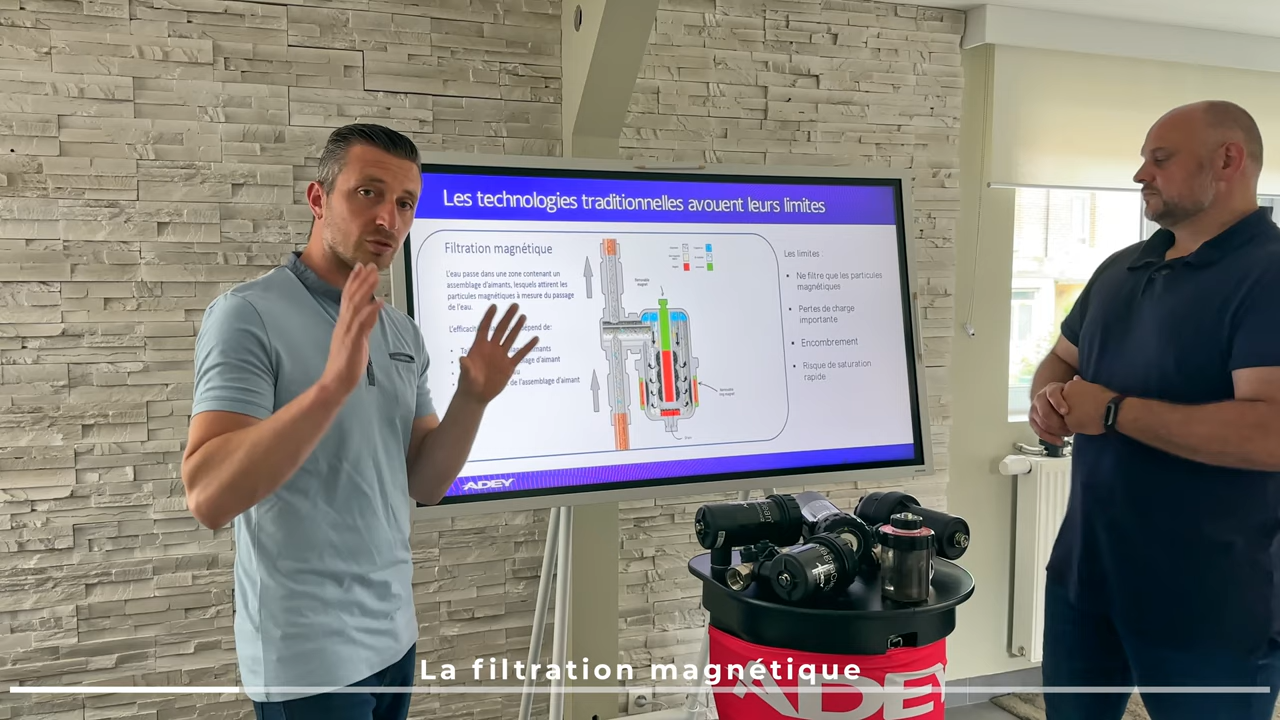 Les technologies traditionnelles avouent leurs limites
Filtration magnétique
L'eau passe dans une zone contenant un
assemblage d'aimants, lesquels attirent les
particules magnétiques à mesure du passage
de l'eau.
de l'assemblage d'aimant
Les limites :
Ne filtre que les particules
magnétiques
Pertes de charge
importante
Encombrement
Risque de saturation
rapide
ADEY
ADEY
La filtration magnétique